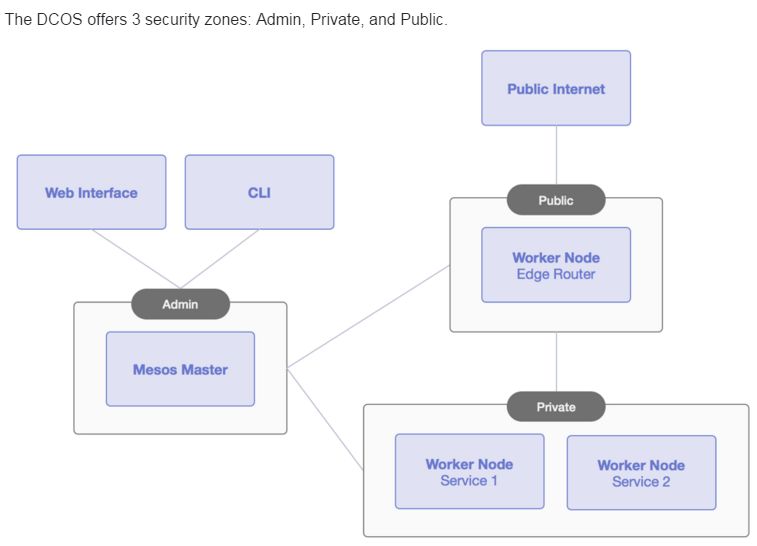 The DCOS offers 3 security zones: Admin, Private, and Public.
Public Internet
Web Interface
CLI
Public
Worker Node
Edge Router
Admin
Mesos Master
Private
Worker Node
Service 1
Worker Node
Service 2